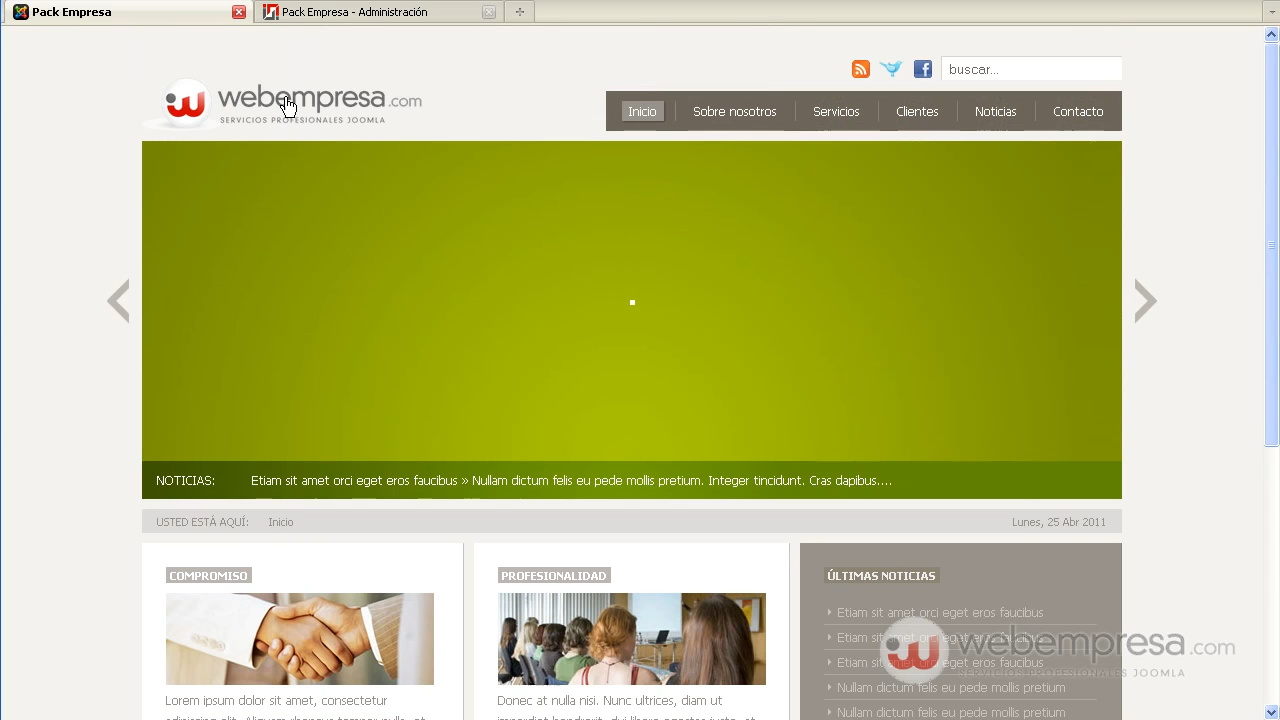 Pack Empresa
Pack Empresa - Administración
buscar...
webempresa.com
SERVICIOS PROFESIONALES JOOMLA
Inicio
Sobre nosotros
Servicios
Clientes
Noticias
Contacto
NOTICIAS: Etiam sit amet orci eget eros faucibus » Nullam dictum felis eu pede mollis pretium. Integer tincidunt. Cras dapibus....
USTED ESTÁ AQUÍ: Inicio
Lunes, 25 Abr 2011
COMPROMISO
Lorem ipsum dolor sit amet, consectetur
PROFESIONALIDAD
Donec at nulla nisi. Nunc ultrices, diam ut
ÚLTIMAS NOTICIAS
Etiam sit amet orci eget eros faucibus
Etiam sit amet orci eget eros faucibus
Etiam sit amet orci eget eros faucibus
Nullam dictum felis eu pede mollis pretium
Nullam dictum felis eu pede mollis pretium
webempresa.com
SERVICIOS PROFESIONALES JOOMLA